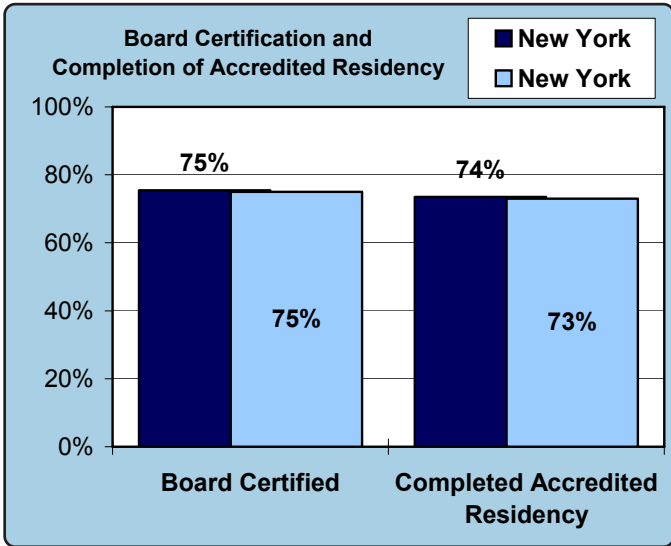 Board Certification and
Completion of Accredited Residency
New York
New York
100%
80%
60%
40%
20%
0%
75%
74%
75%
73%
Board Certified
Completed Accredited
Residency